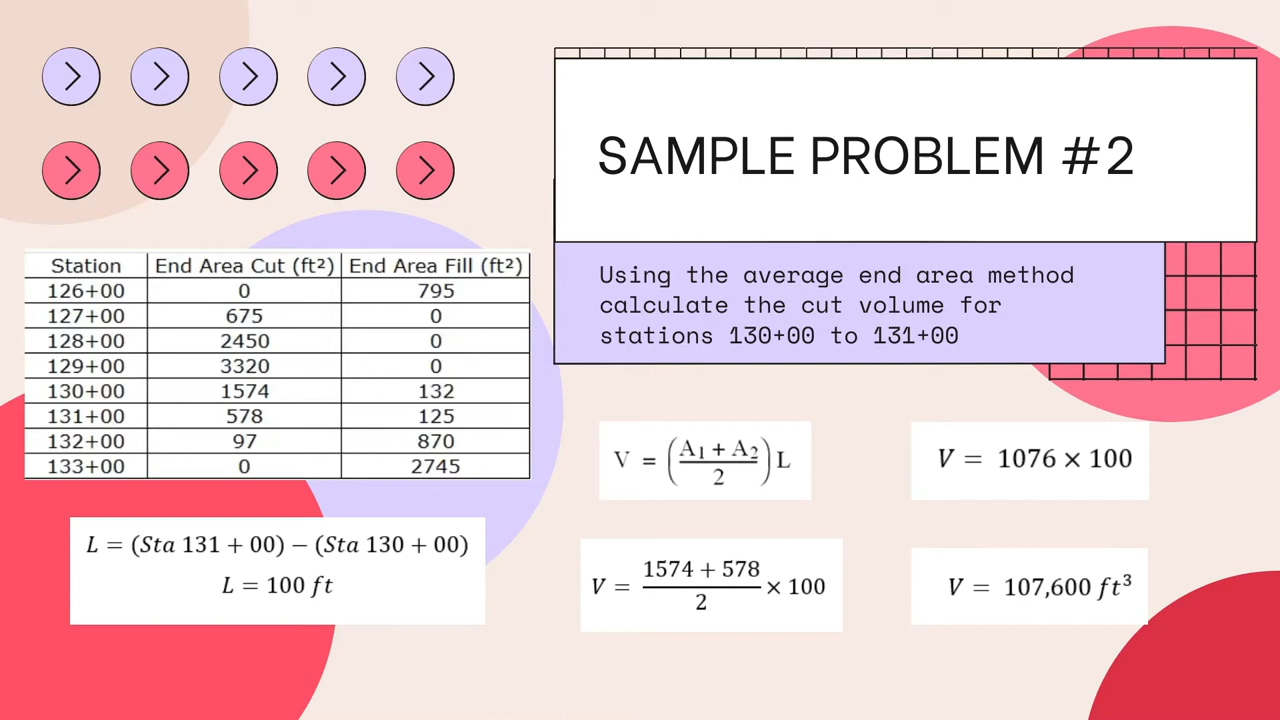 SAMPLE PROBLEM #2
Using the average end area method
calculate the cut volume for
stations 130+00 to 131+00
Station End Area Cut (ft²) End Area Fill (ft²)
126+00 0 795
127+00 675 0
128+00 2450 0
129+00 3320 0
130+00 1574 132
131+00 578 125
132+00 97 870
133+00 0 2745
L = (Sta 131 + 00) − (Sta 130 + 00)
L = 100 ft
V = (A₁ + A₂ / 2) L
V = 1574 + 578 / 2 × 100
V = 1076 × 100
V = 107,600 ft³